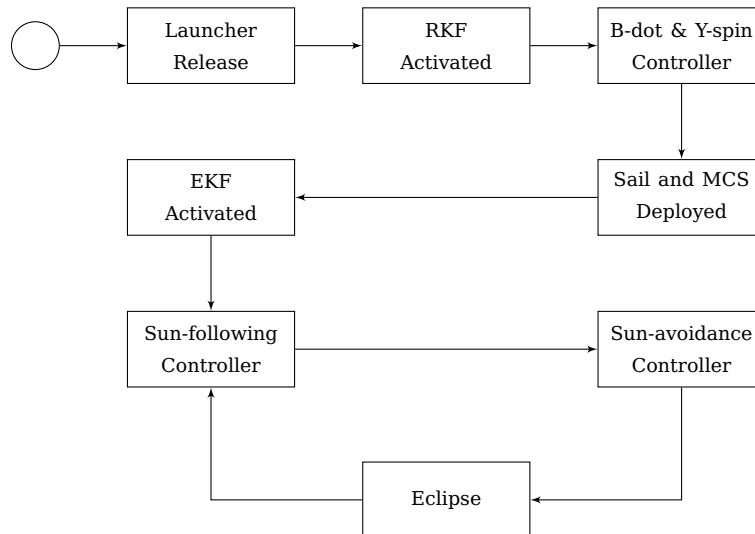 Launcher
Release
RKF
Activated
B-dot & Y-spin
Controller
EKF
Activated
Sail and MCS
Deployed
Sun-following
Controller
Sun-avoidance
Controller
Eclipse